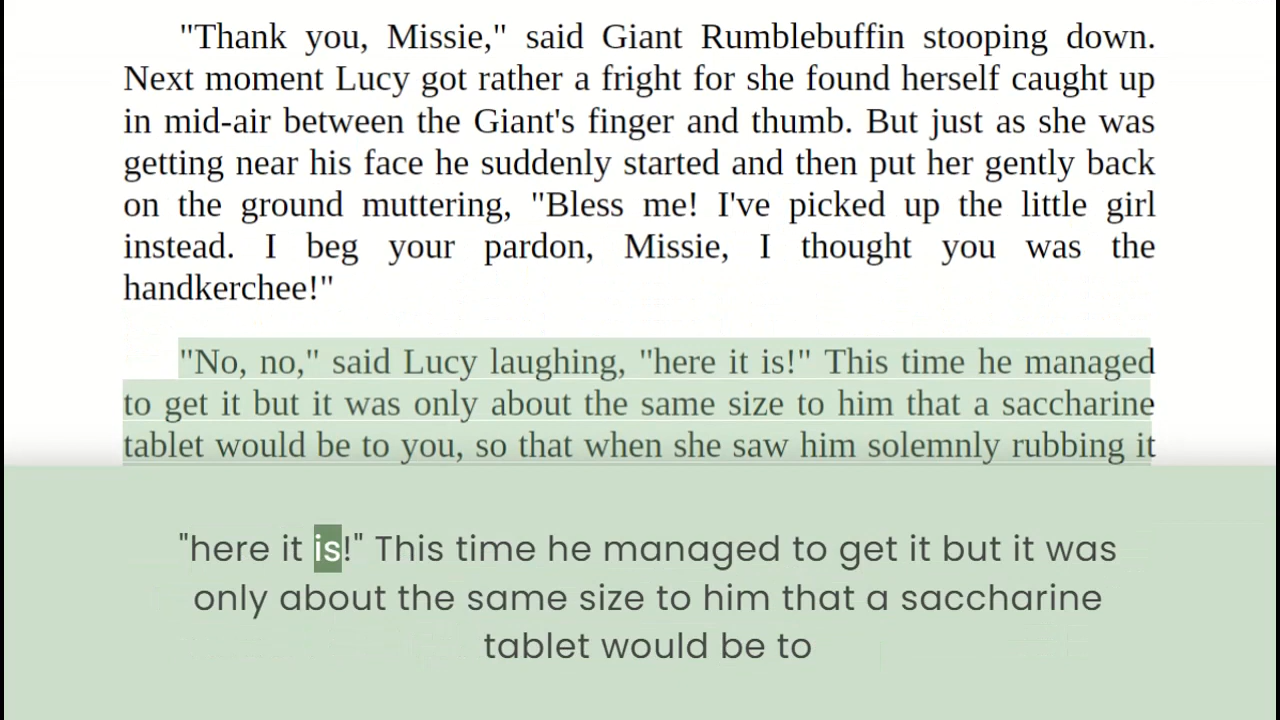 "Thank you, Missie," said Giant Rumblebuffin stooping down.
Next moment Lucy got rather a fright for she found herself caught up
in mid-air between the Giant's finger and thumb. But just as she was
getting near his face he suddenly started and then put her gently back
on the ground muttering, "Bless me! I've picked up the little girl
instead. I beg your pardon, Missie, I thought you was the
handkerchee!"
"No, no," said Lucy laughing, "here it is!" This time he managed
to get it but it was only about the same size to him that a saccharine
tablet would be to you, so that when she saw him solemnly rubbing it
"here it is!" This time he managed to get it but it was
only about the same size to him that a saccharine
tablet would be to